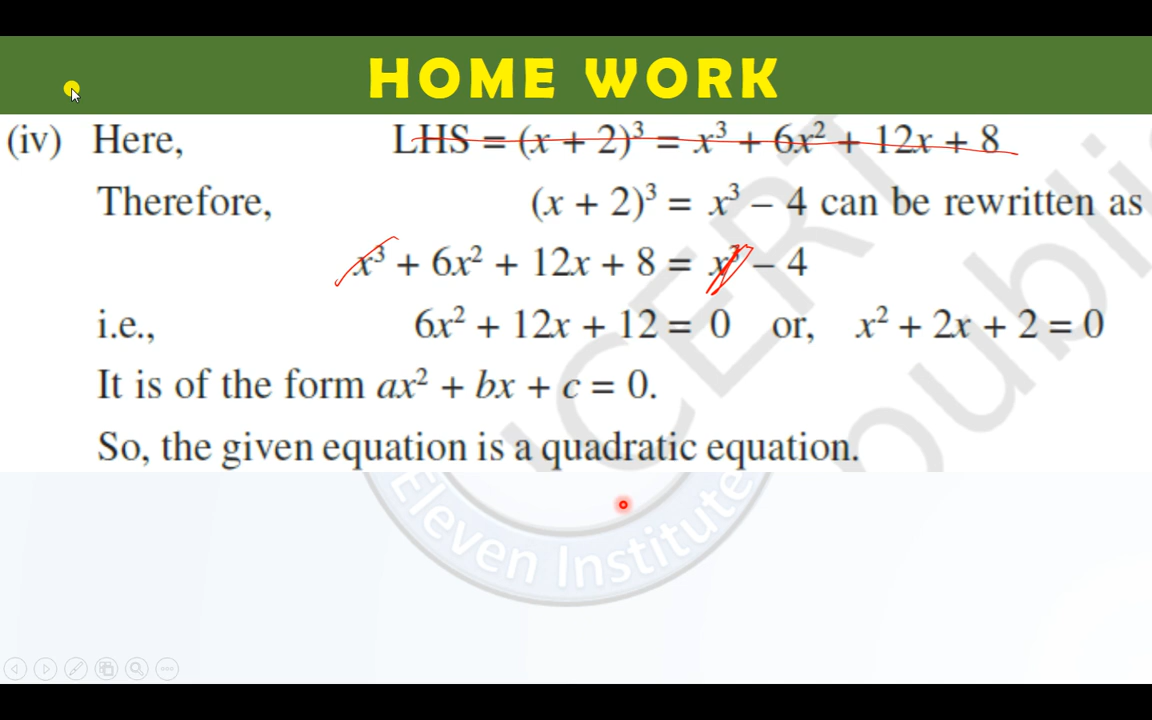 HOME WORK
(iv) Here, LHS = (x + 2)³ = x³ + 6x² + 12x + 8
Therefore, (x + 2)³ = x³ – 4 can be rewritten as
x³ + 6x² + 12x + 8 = x³ – 4
i.e., 6x² + 12x + 12 = 0 or, x² + 2x + 2 = 0
It is of the form ax² + bx + c = 0.
So, the given equation is a quadratic equation.
Eleven Institute